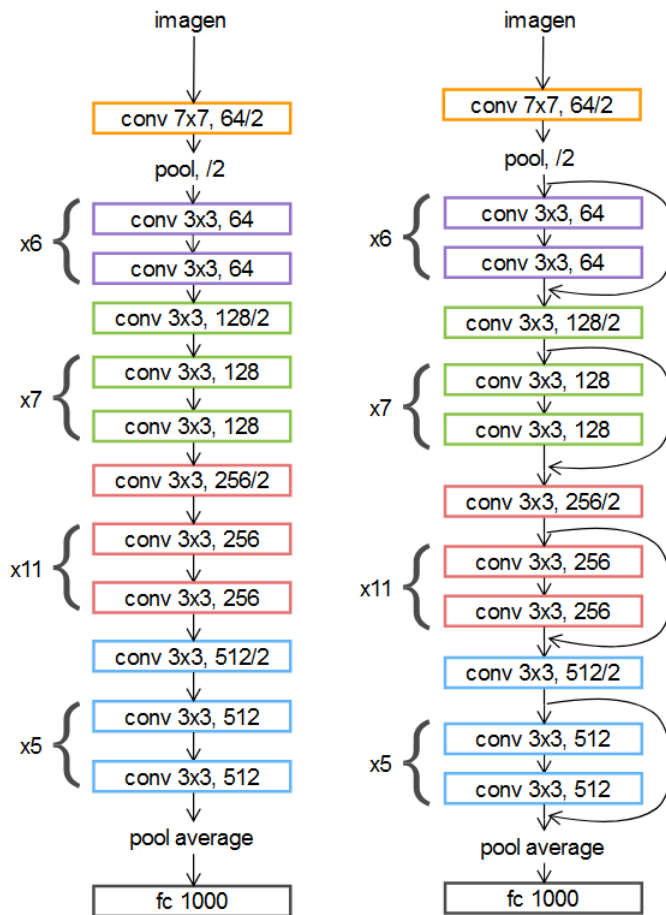 imagen
conv 7x7, 64/2
pool, /2
x6
conv 3x3, 64
conv 3x3, 64
conv 3x3, 128/2
x7
conv 3x3, 128
conv 3x3, 128
conv 3x3, 256/2
x11
conv 3x3, 256
conv 3x3, 256
conv 3x3, 512/2
x5
conv 3x3, 512
conv 3x3, 512
pool average
fc 1000
imagen
conv 7x7, 64/2
pool, /2
x6
conv 3x3, 64
conv 3x3, 64
conv 3x3, 128/2
x7
conv 3x3, 128
conv 3x3, 128
conv 3x3, 256/2
x11
conv 3x3, 256
conv 3x3, 256
conv 3x3, 512/2
x5
conv 3x3, 512
conv 3x3, 512
pool average
fc 1000